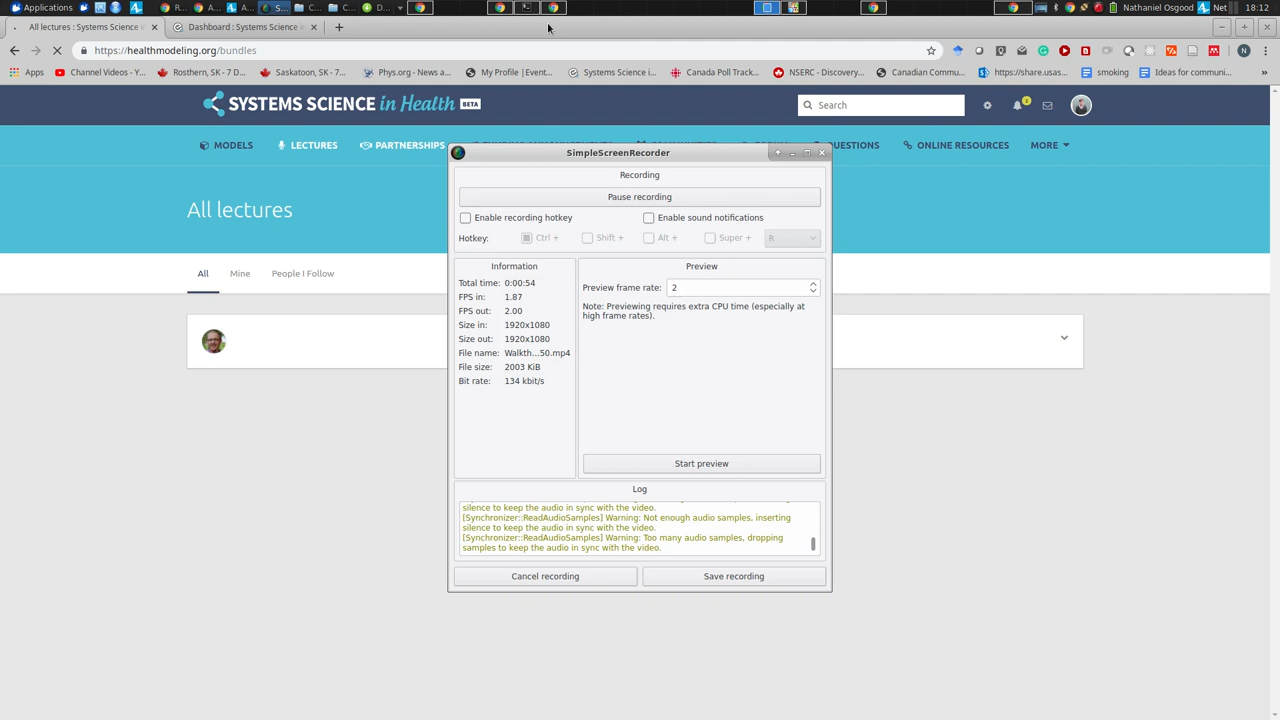 Applications
R...
A...
A
S...
C...
C...
D...
Nathaniel Osgood
Net
18:12
All lectures : Systems Science i
Dashboard : Systems Science i
https://healthmodeling.org/bundles
N
Apps
Channel Videos - Y...
Rosthern, SK - 7 D...
Saskatoon, SK - 7...
Phys.org - News a...
My Profile |Event...
Systems Science i...
Canada Poll Track...
NSERC - Discovery...
Canadian Commu...
https://share.usas...
smoking
Ideas for communi...
»
SYSTEMS SCIENCE in Health BETA
Search
MODELS
LECTURES
PARTNERSHIPS
ONLINE RESOURCES
MORE
All lectures
All
Mine
People I Follow
SimpleScreenRecorder
Recording
Pause recording
Enable recording hotkey
Enable sound notifications
Hotkey:
Ctrl +
Shift +
Alt +
Super +
R
Information
Total time: 0:00:54
FPS in: 1.87
FPS out: 2.00
Size in: 1920x1080
Size out: 1920x1080
File name: Walkth...50.mp4
File size: 2003 KiB
Bit rate: 134 kbit/s
Preview
Preview frame rate: 2
Note: Previewing requires extra CPU time (especially at
high frame rates).
Start preview
Log
silence to keep the audio in sync with the video.
[Synchronizer::ReadAudioSamples] Warning: Not enough audio samples, inserting
silence to keep the audio in sync with the video.
[Synchronizer::ReadAudioSamples] Warning: Too many audio samples, dropping
samples to keep the audio in sync with the video.
Cancel recording
Save recording